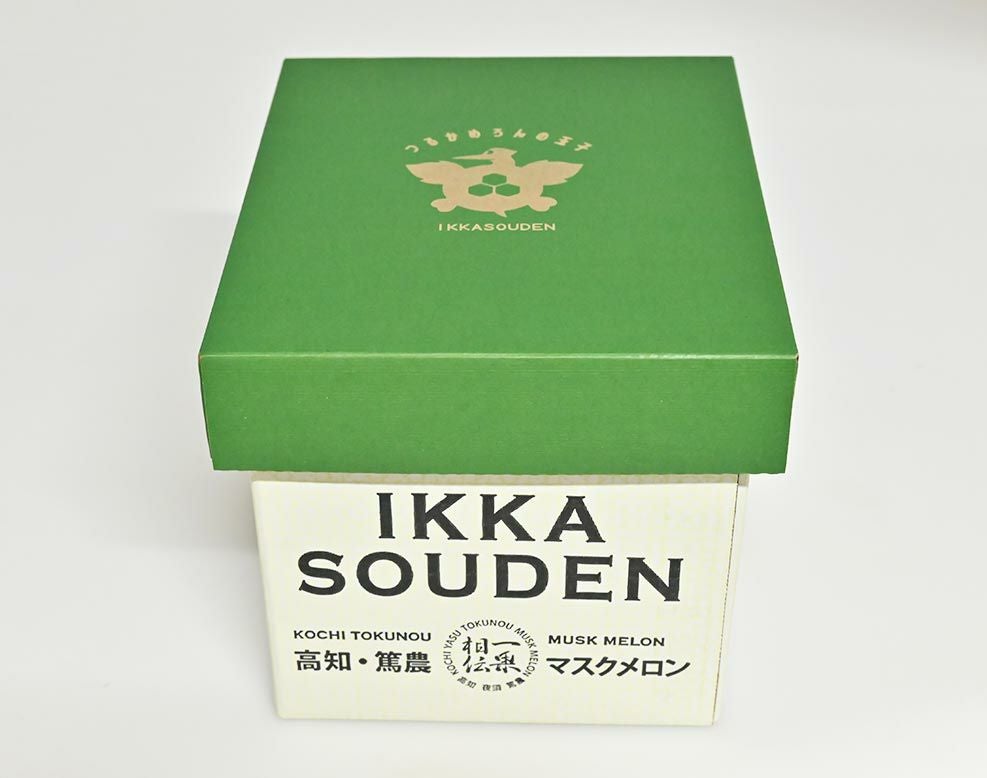 つるかめろんの王子
IKKASOUDEN
IKKA
SOUDEN
KOCHI TOKUNOU
高知・篤農
KOCHI YASU TOKUNOU MUSK MELON
一果
相伝
高知 夜須 篤農
MUSK MELON
マスクメロン